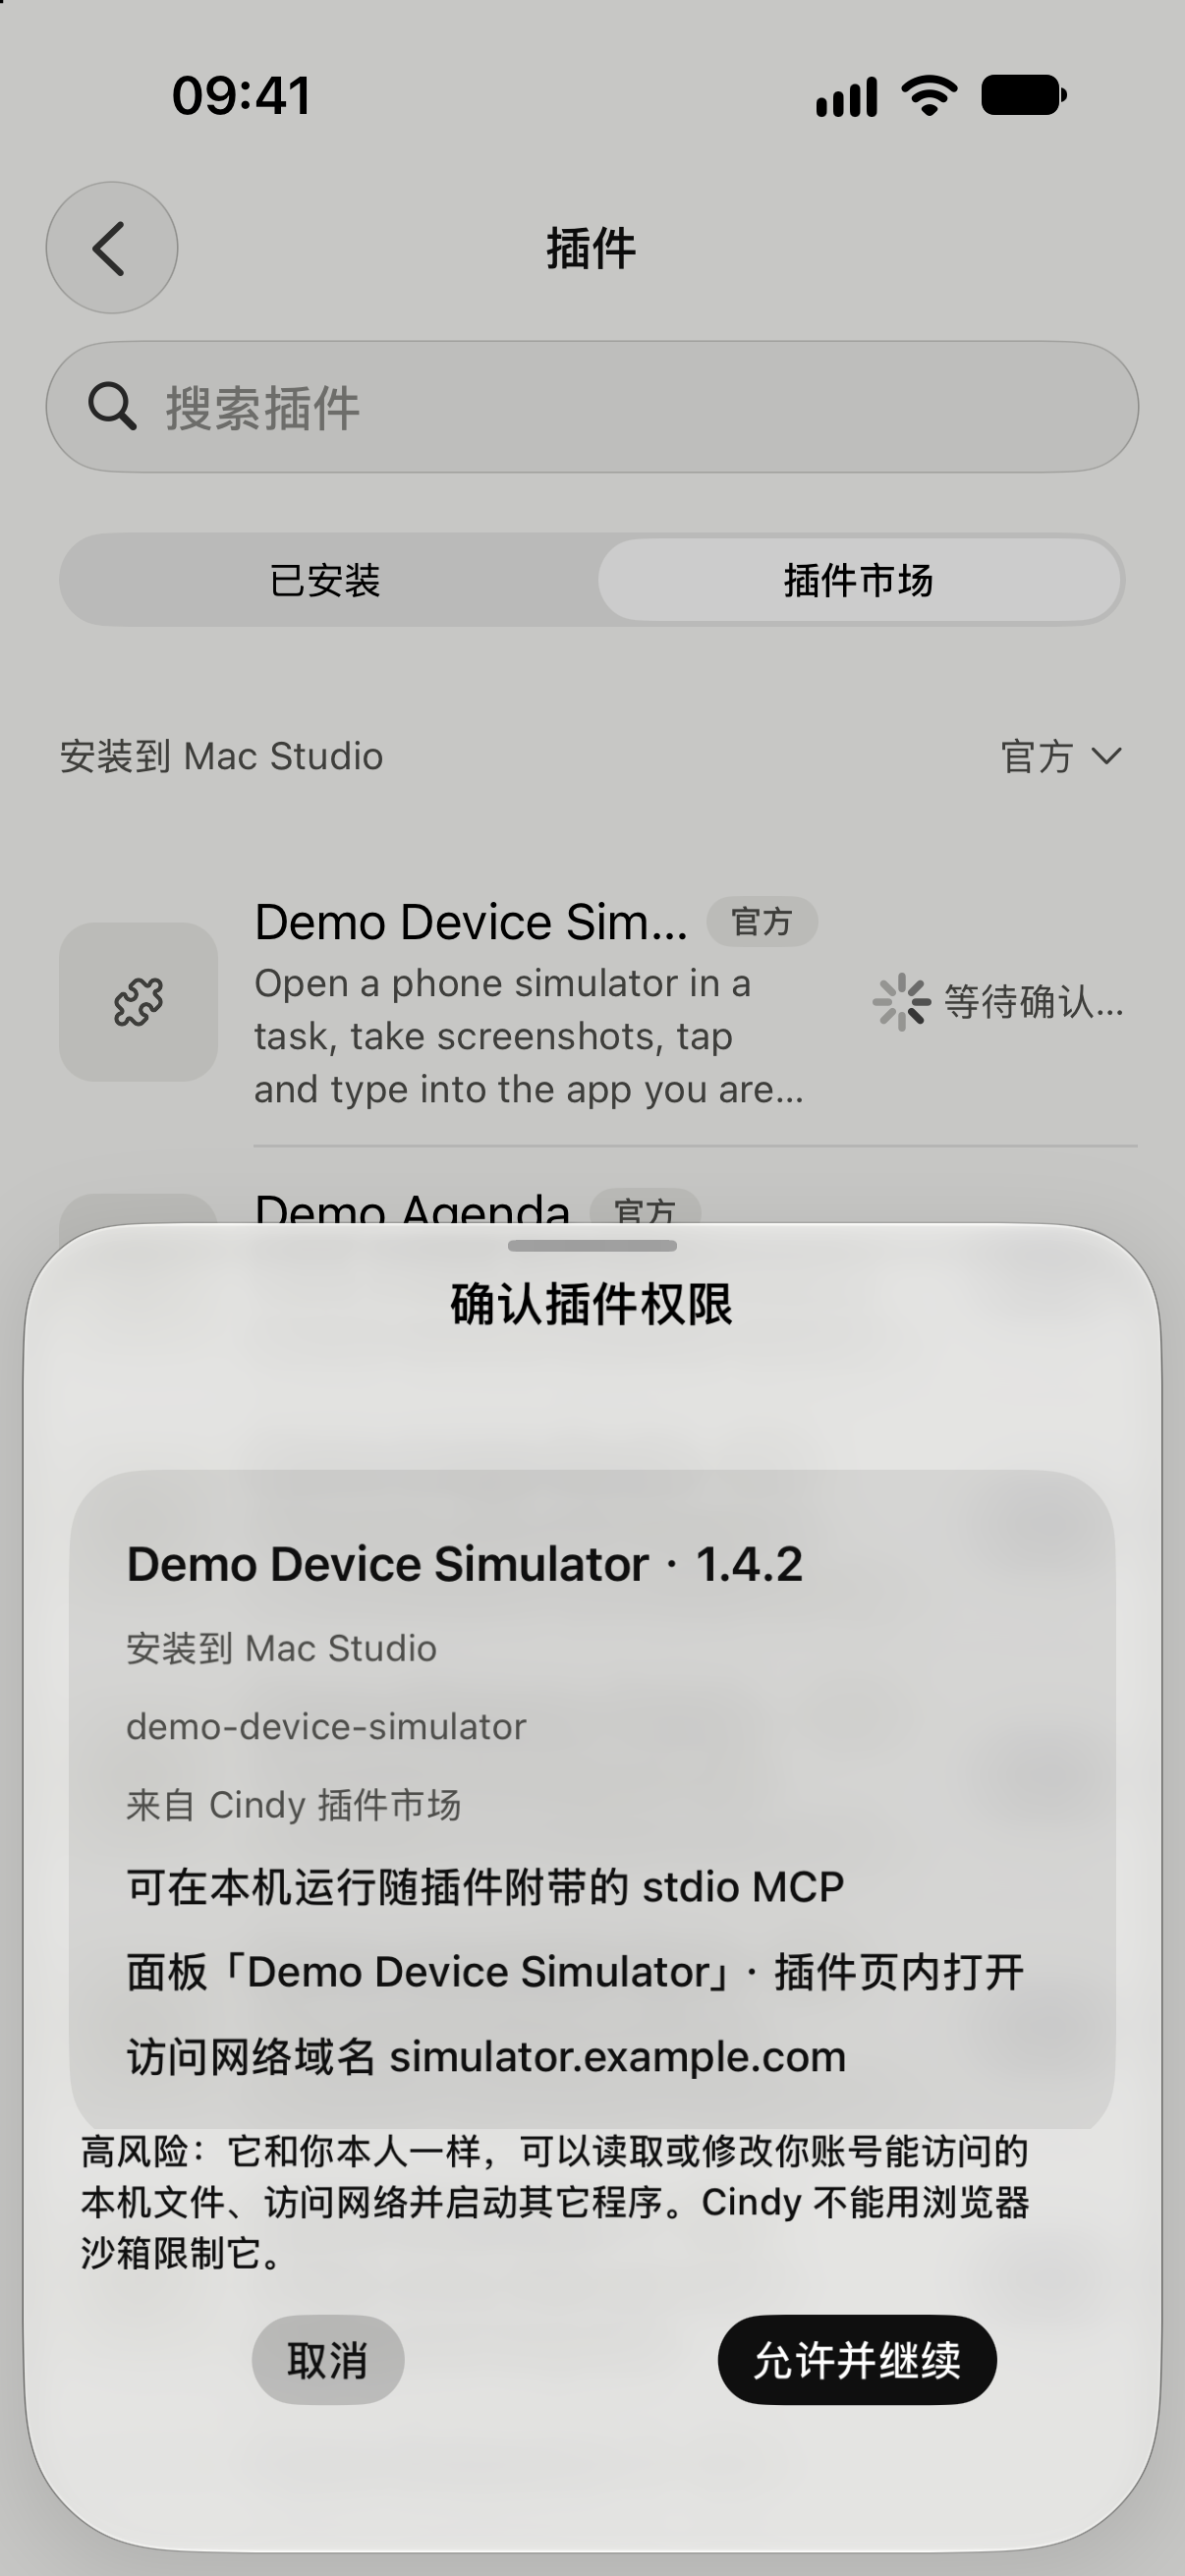 09:41
插件
搜索插件
已安装
插件市场
安装到 Mac Studio
官方
Demo Device Sim...
官方
Open a phone simulator in a
task, take screenshots, tap
and type into the app you are...
等待确认...
Demo Agenda
官方
确认插件权限
Demo Device Simulator · 1.4.2
安装到 Mac Studio
demo-device-simulator
来自 Cindy 插件市场
可在本机运行随插件附带的 stdio MCP
面板「Demo Device Simulator」· 插件页内打开
访问网络域名 simulator.example.com
高风险：它和你本人一样，可以读取或修改你账号能访问的
本机文件、访问网络并启动其它程序。Cindy 不能用浏览器
沙箱限制它。
取消
允许并继续